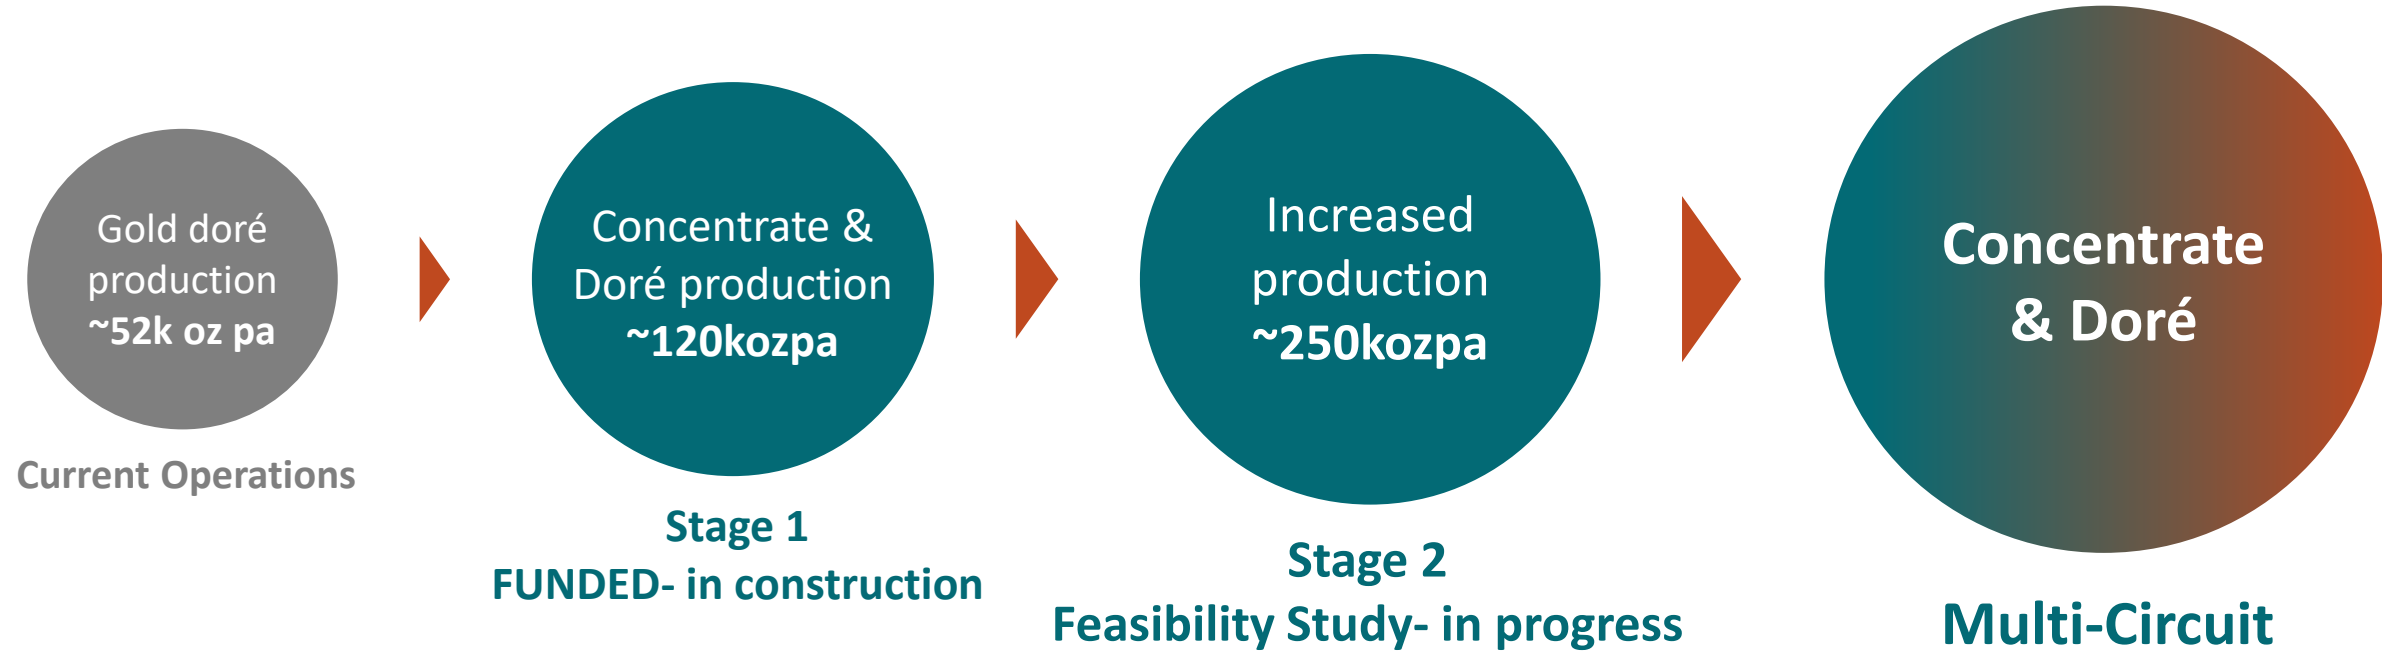 Gold doré
production
~52k oz pa
Current Operations
Concentrate &
Doré production
~120kozpa
Stage 1
FUNDED- in construction
Increased
production
~250kozpa
Stage 2
Feasibility Study- in progress
Concentrate
& Doré
Multi-Circuit